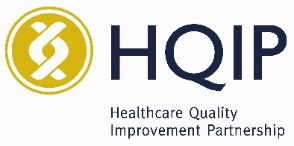 HQIP
Healthcare Quality
Improvement Partnership